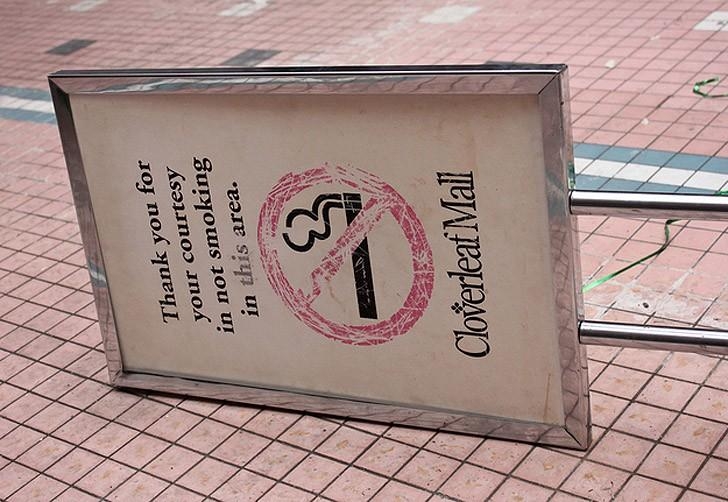 Thank you for
your courtesy
in not smoking
in this area.
Cloverleaf Mall